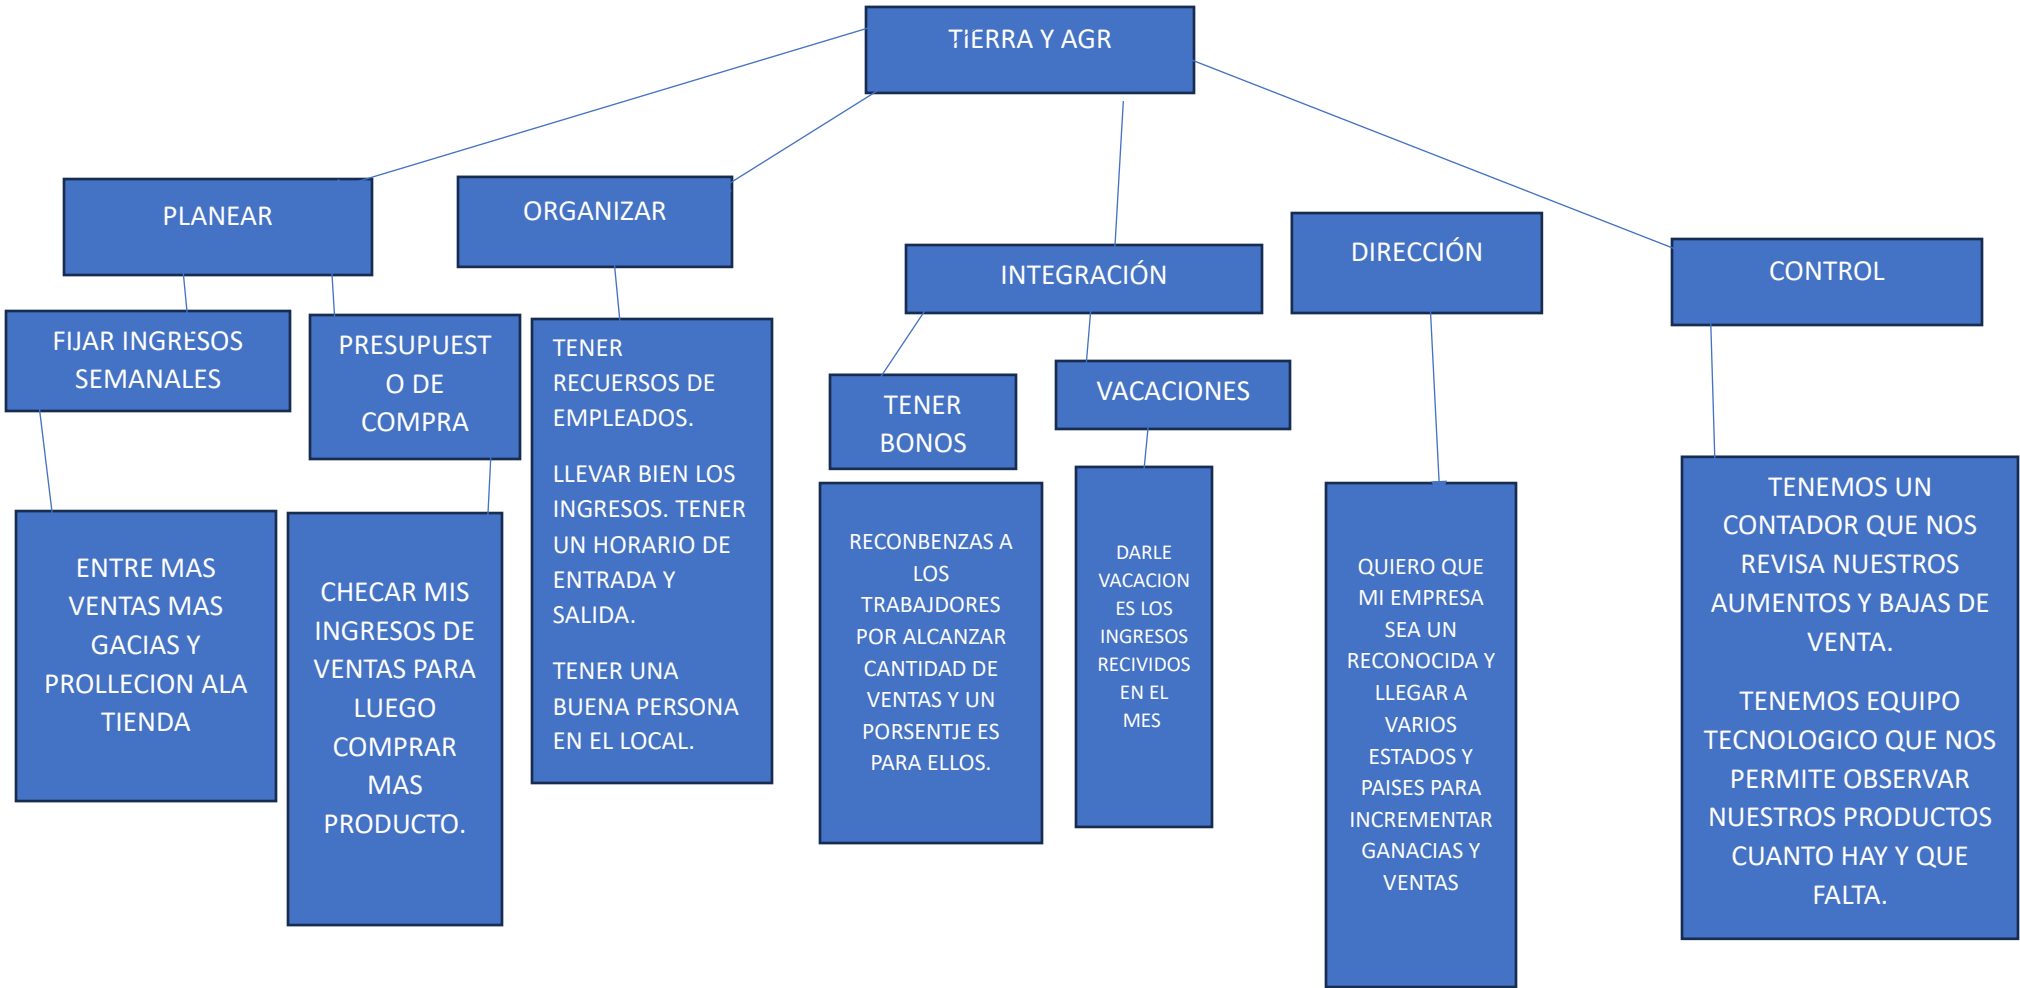 TIERRA Y AGR
PLANEAR
ORGANIZAR
INTEGRACIÓN
DIRECCIÓN
CONTROL
FIJAR INGRESOS
SEMANALES
PRESUPUEST
O DE
COMPRA
ENTRE MAS
VENTAS MAS
GACIAS Y
PROLLECION ALA
TIENDA
CHECAR MIS
INGRESOS DE
VENTAS PARA
LUEGO
COMPRAR
MAS
PRODUCTO.
TENER
RECUERSOS DE
EMPLEADOS.
LLEVAR BIEN LOS
INGRESOS. TENER
UN HORARIO DE
ENTRADA Y
SALIDA.
TENER UNA
BUENA PERSONA
EN EL LOCAL.
TENER
BONOS
VACACIONES
RECONBENZAS A
LOS
TRABAJDORES
POR ALCANZAR
CANTIDAD DE
VENTAS Y UN
PORSENTJE ES
PARA ELLOS.
DARLE
VACACION
ES LOS
INGRESOS
RECIVIDOS
EN EL
MES
QUIERO QUE
MI EMPRESA
SEA UN
RECONOCIDA Y
LLEGAR A
VARIOS
ESTADOS Y
PAISES PARA
INCREMENTAR
GANACIAS Y
VENTAS
TENEMOS UN
CONTADOR QUE NOS
REVISA NUESTROS
AUMENTOS Y BAJAS DE
VENTA.
TENEMOS EQUIPO
TECNOLOGICO QUE NOS
PERMITE OBSERVAR
NUESTROS PRODUCTOS
CUANTO HAY Y QUE
FALTA.